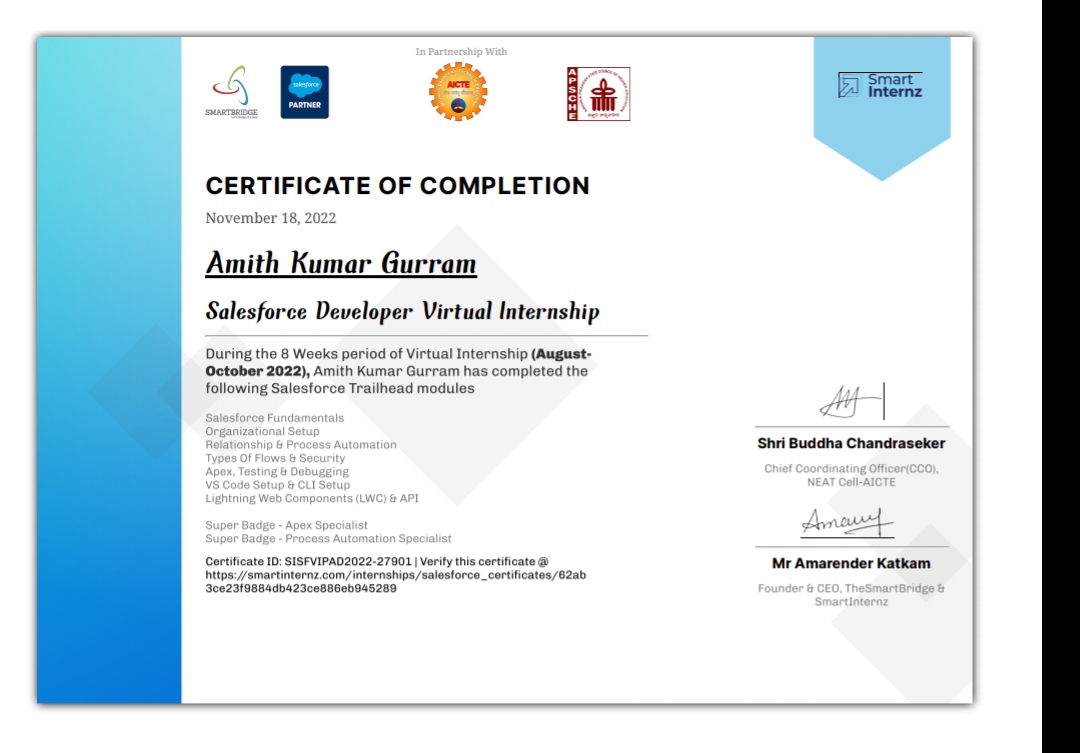 In Partnership With
SMARTBRIDGE
salesforce
PARTNER
AICTE
APSCHE
Smart
Internz
CERTIFICATE OF COMPLETION
November 18, 2022
Amith Kumar Gurram
Salesforce Developer Virtual Internship
During the 8 Weeks period of Virtual Internship (August-
October 2022), Amith Kumar Gurram has completed the
following Salesforce Trailhead modules
Salesforce Fundamentals
Organizational Setup
Relationship & Process Automation
Types Of Flows & Security
Apex, Testing & Debugging
VS Code Setup & CLI Setup
Lightning Web Components (LWC) & API
Super Badge - Apex Specialist
Super Badge - Process Automation Specialist
Certificate ID: SISFVIPAD2022-27901 | Verify this certificate @
https://smartinternz.com/internships/salesforce_certificates/62ab
3ce23f9884db423ce886eb945289
Shri Buddha Chandraseker
Chief Coordinating Officer(CCO),
NEAT Cell-AICTE
Mr Amarender Katkam
Founder & CEO, TheSmartBridge &
SmartInternz